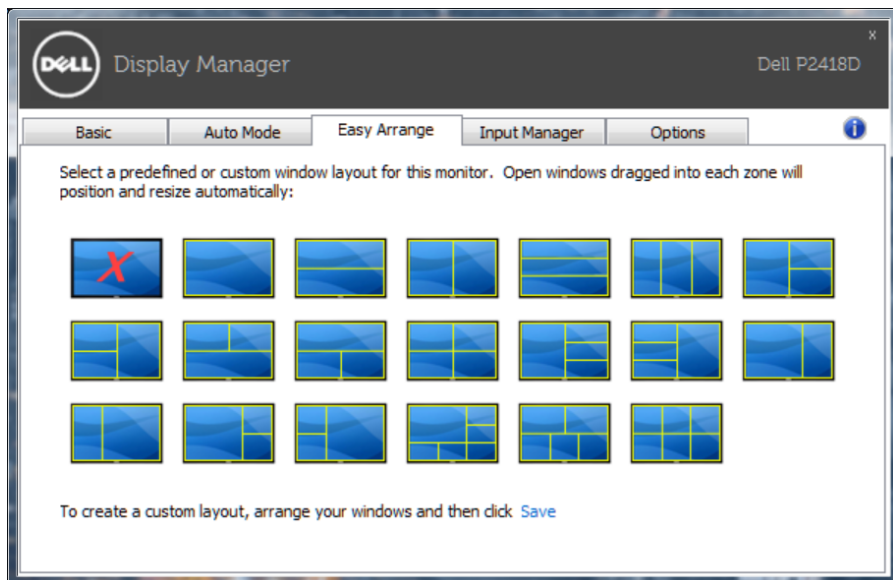 x
DELL
Display Manager
Dell P2418D
Basic
Auto Mode
Easy Arrange
Input Manager
Options
i
Select a predefined or custom window layout for this monitor. Open windows dragged into each zone will
position and resize automatically:
X
To create a custom layout, arrange your windows and then click Save